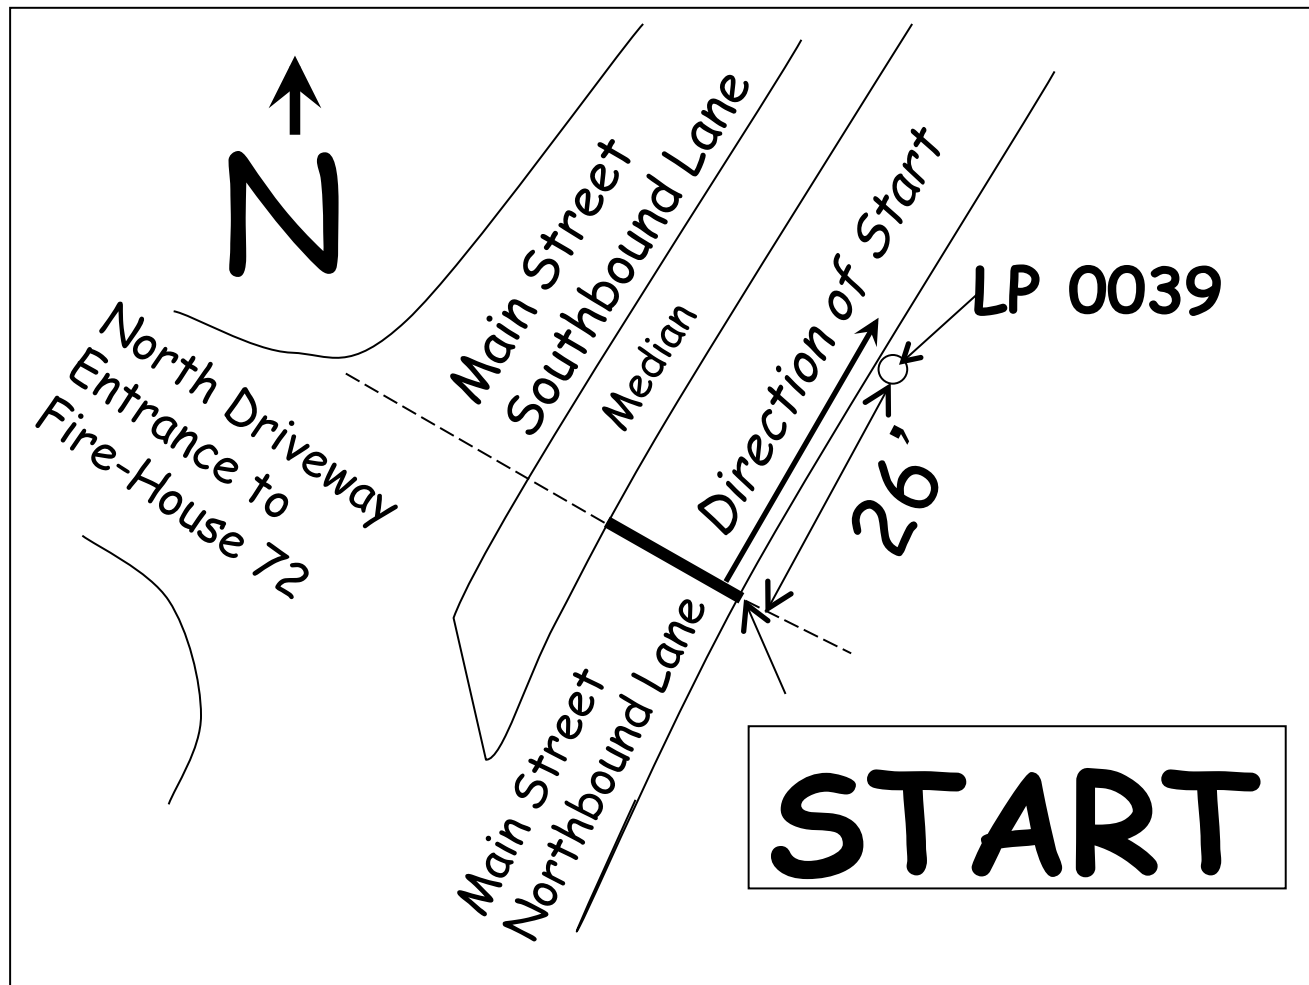 N
Main Street
Southbound Lane
Median
Direction of Start
LP 0039
North Driveway
Entrance to
Fire-House 72
26’
Main Street
Northbound Lane
START